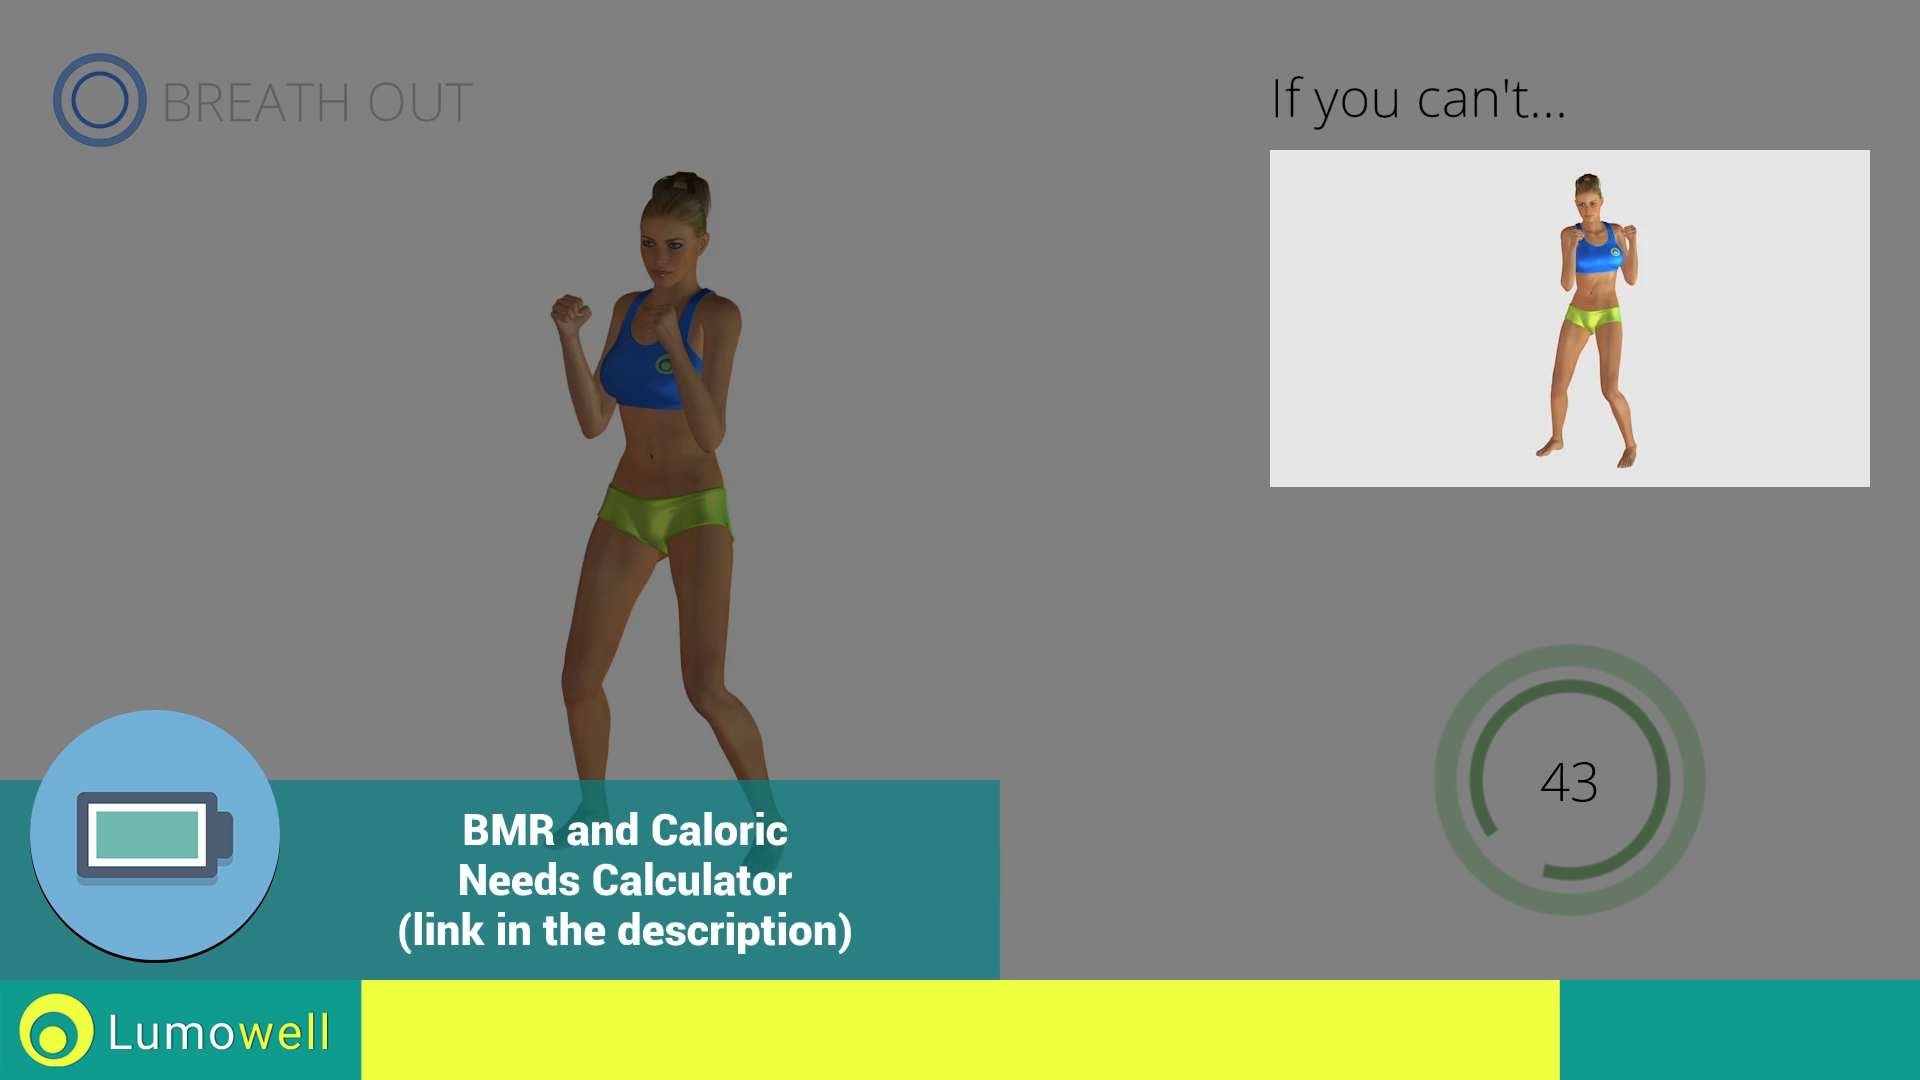 BREATH OUT
If you can't...
43
BMR and Caloric
Needs Calculator
(link in the description)
Lumowell